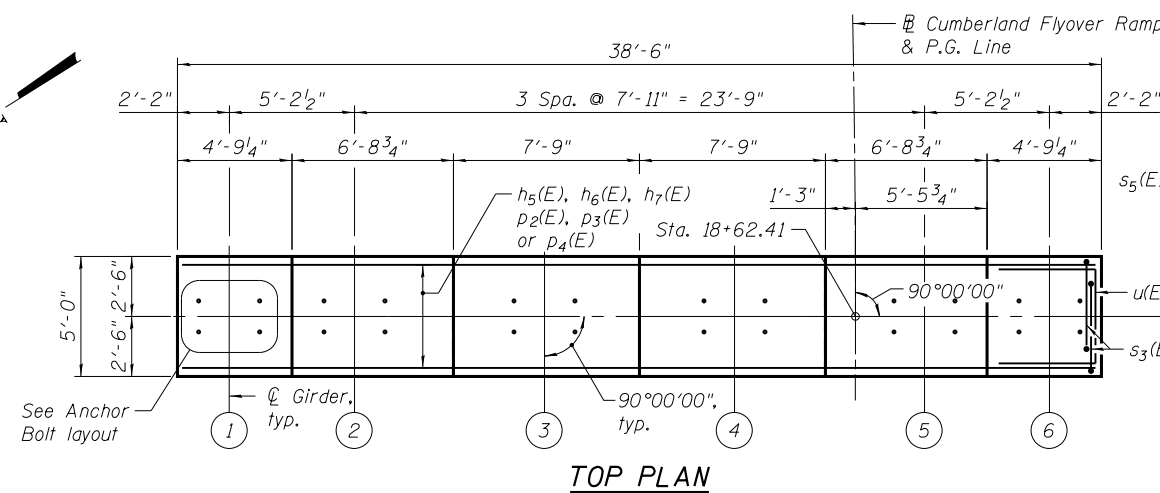 ℄ Cumberland Flyover Ramp
& P.G. Line
38'-6"
2'-2"
5'-2½"
3 Spa. @ 7'-11" = 23'-9"
5'-2½"
2'-2"
4'-9¼"
6'-8¾"
7'-9"
7'-9"
6'-8¾"
4'-9¼"
h5(E), h6(E), h7(E)
p2(E), p3(E)
or p4(E)
1'-3"
5'-5¾"
s5(E)
Sta. 18+62.41
90°00'00"
5'-0"
2'-6"
2'-6"
u(E
s3(E
See Anchor
Bolt layout
℄ Girder,
typ.
90°00'00",
typ.
1
2
3
4
5
6
TOP PLAN